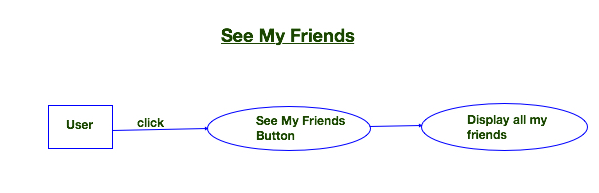 See My Friends
User
click
See My Friends
Button
Display all my
friends